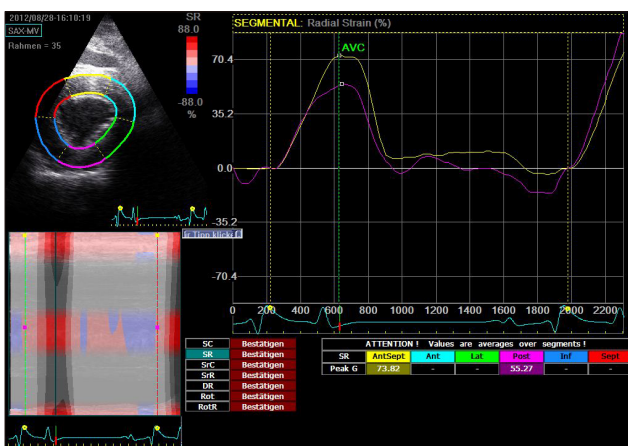 2012/08/28-16:10:19
SAX-MV
Rahmen = 35
SR
88.0
-88.0
%
SEGMENTAL: Radial Strain (%)
AVC
70.4
35.2
0.0
-35.2
-70.4
0 200 400 600 800 1000 1200 1400 1600 1800 2000 2200
SC Bestätigen
SR Bestätigen
SrC Bestätigen
SrR Bestätigen
DR Bestätigen
Rot Bestätigen
RotR Bestätigen
ATTENTION ! Values are averages over segments !
SR AntSept Ant Lat Post Inf Sept
Peak G 73.82 - - 55.27 - -